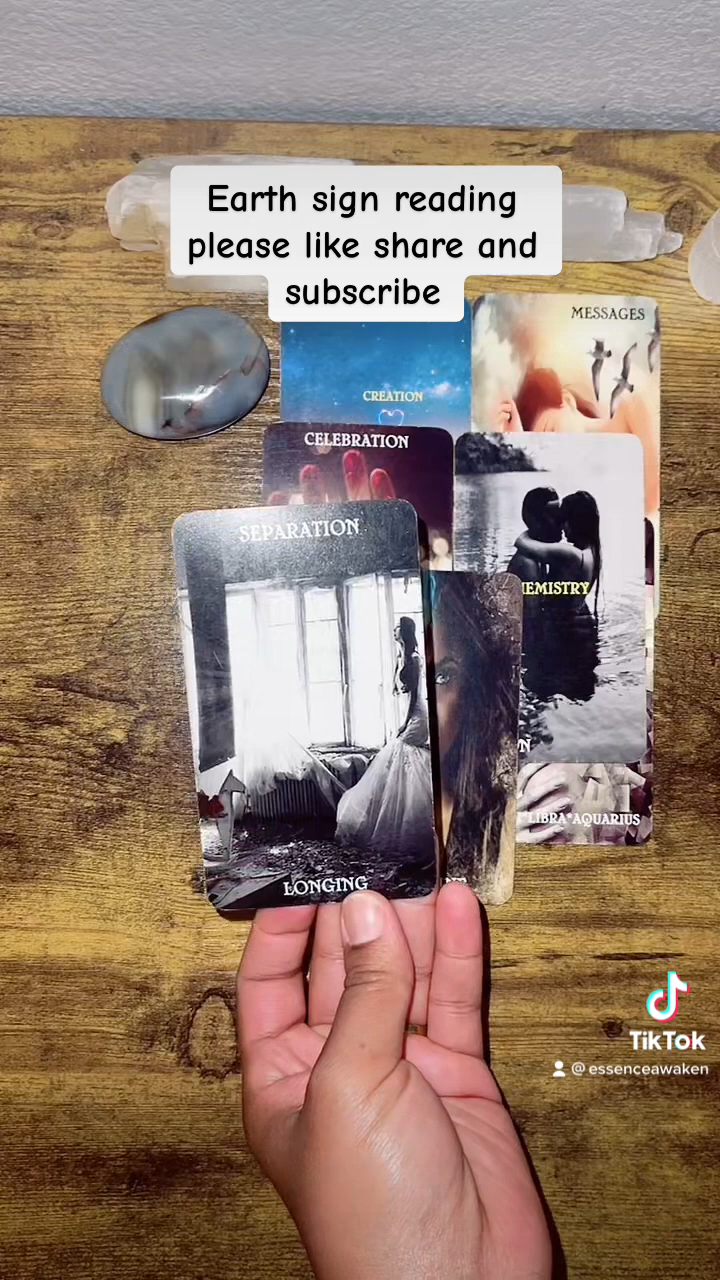 Earth sign reading
please like share and
subscribe
MESSAGES
CREATION
CELEBRATION
SEPARATION
LIBRA*AQUARIUS
LONGING
TikTok
@essenceawaken